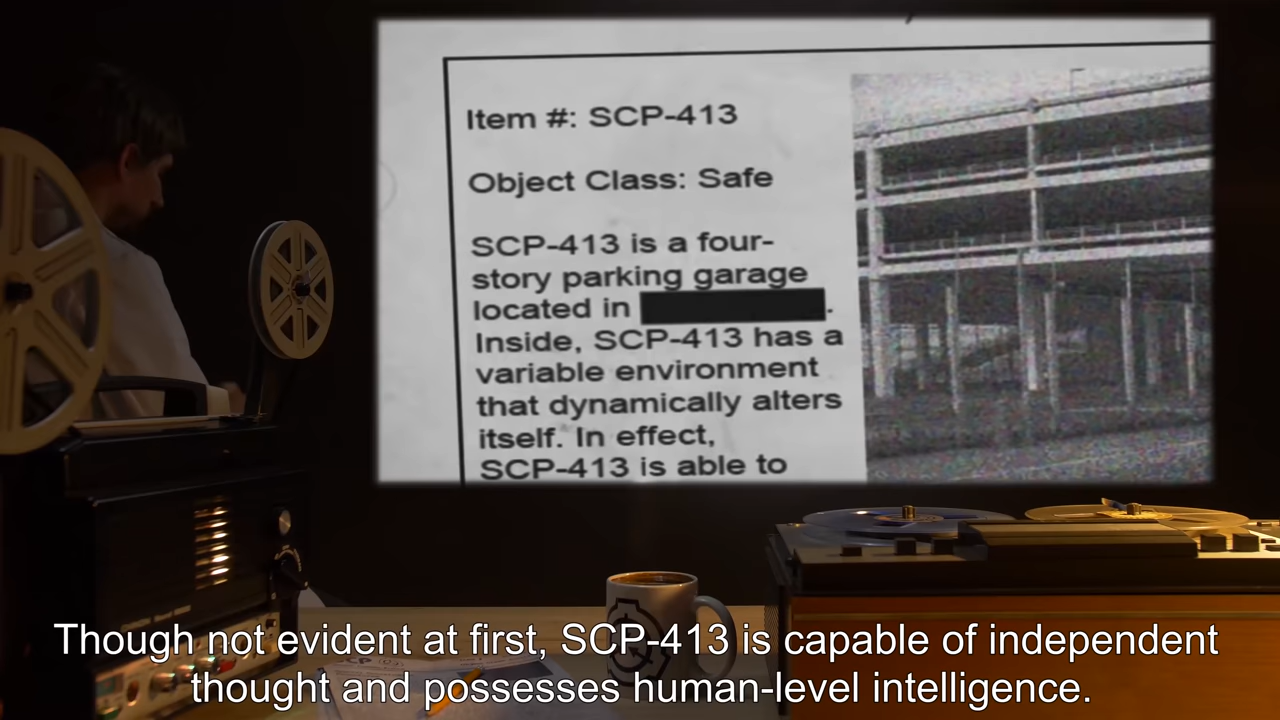 Item #: SCP-413
Object Class: Safe
SCP-413 is a four-
story parking garage
located in
.
Inside, SCP-413 has a
variable environment
that dynamically alters
itself. In effect,
SCP-413 is able to
Though not evident at first, SCP-413 is capable of independent
thought and possesses human-level intelligence.